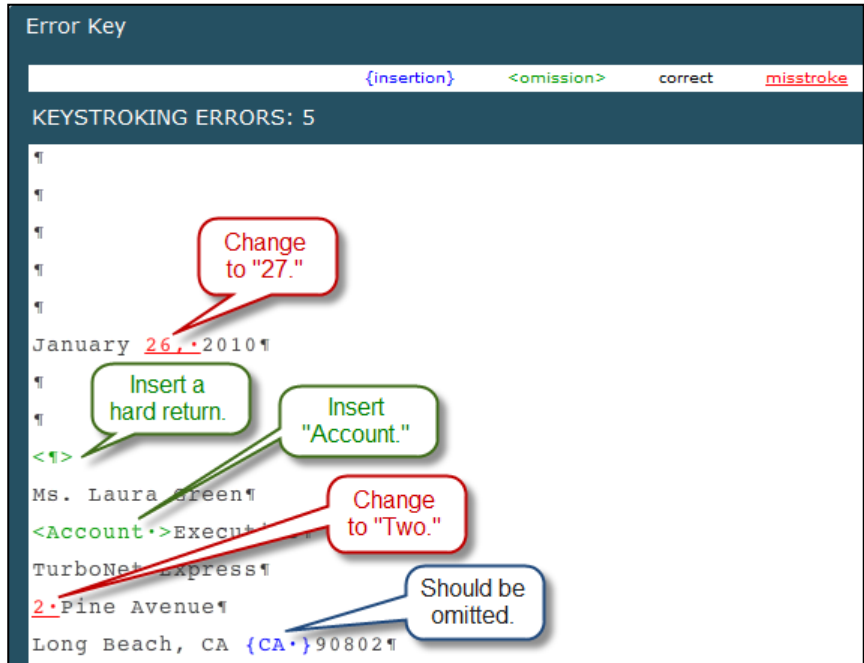 Error Key
{insertion} <omission> correct misstroke
KEYSTROKING ERRORS: 5
¶
¶
¶
Change
to "27."
¶
¶
January 26,·2010¶
¶
Insert a
hard return.
¶
Insert
"Account."
<¶>
Ms. Laura Green¶
Change
to "Two."
<Account·>Executive¶
TurboNet Express¶
Should be
omitted.
2·Pine Avenue¶
Long Beach, CA {CA·}90802¶